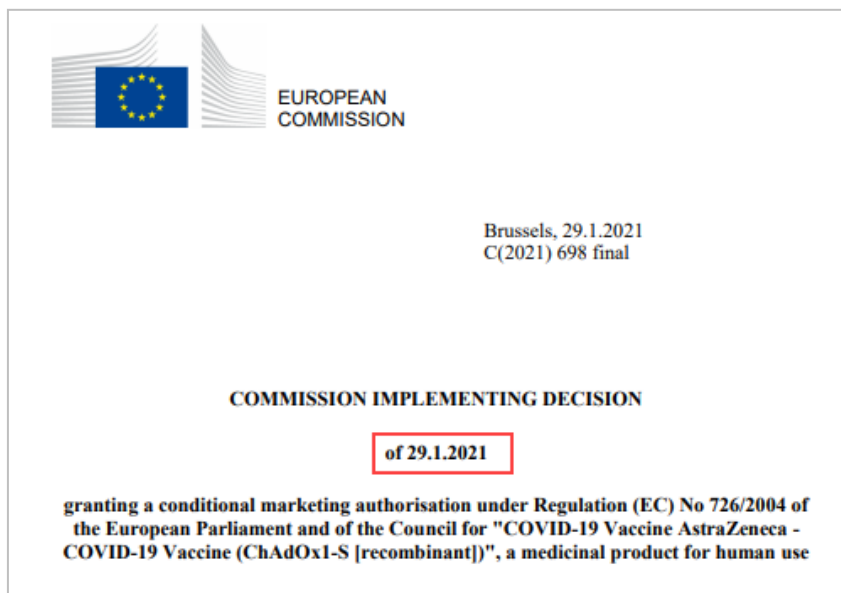 EUROPEAN
COMMISSION
Brussels, 29.1.2021
C(2021) 698 final
COMMISSION IMPLEMENTING DECISION
of 29.1.2021
granting a conditional marketing authorisation under Regulation (EC) No 726/2004 of
the European Parliament and of the Council for "COVID-19 Vaccine AstraZeneca -
COVID-19 Vaccine (ChAdOx1-S [recombinant])", a medicinal product for human use